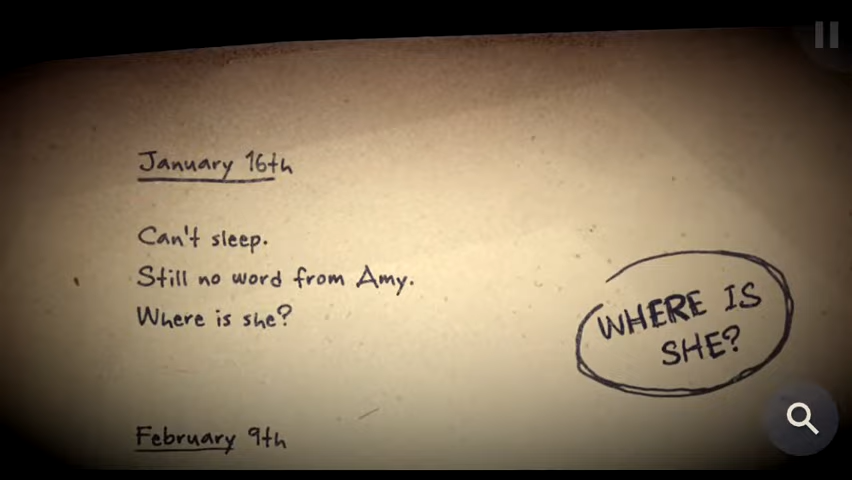 January 16th
Can't sleep.
Still no word from Amy.
Where is she?
WHERE IS
SHE?
February 9th